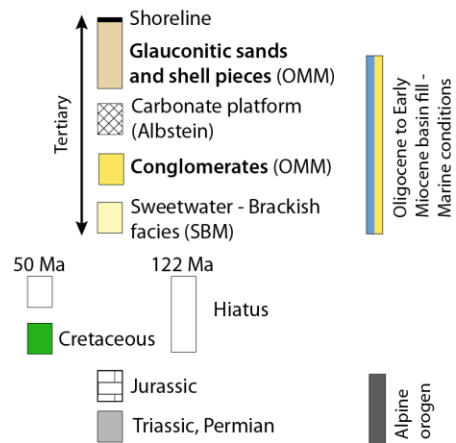 Shoreline
Glauconitic sands
and shell pieces (OMM)
Carbonate platform
(Albstein)
Conglomerates (OMM)
Sweetwater - Brackish
facies (SBM)
Tertiary
Oligocene to Early
Miocene basin fill -
Marine conditions
50 Ma
122 Ma
Hiatus
Cretaceous
Jurassic
Triassic, Permian
Alpine
orogen